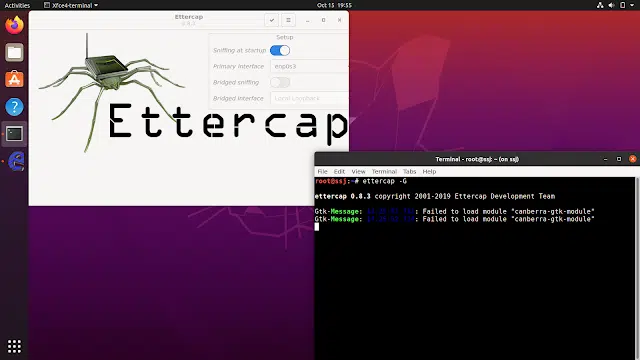 Activities
Xfce4-terminal
Oct 15 19:55
Ettercap
0.8.3
Setup
Sniffing at startup
Primary Interface
enp0s3
Bridged sniffing
Bridged Interface
Local Loopback
Ettercap
Terminal - root@ssj: ~ (on ssj)
File Edit View Terminal Tabs Help
root@ssj:~# ettercap -G
ettercap 0.8.3 copyright 2001-2019 Ettercap Development Team
Gtk-Message: : Failed to load module "canberra-gtk-module"
Gtk-Message: : Failed to load module "canberra-gtk-module"